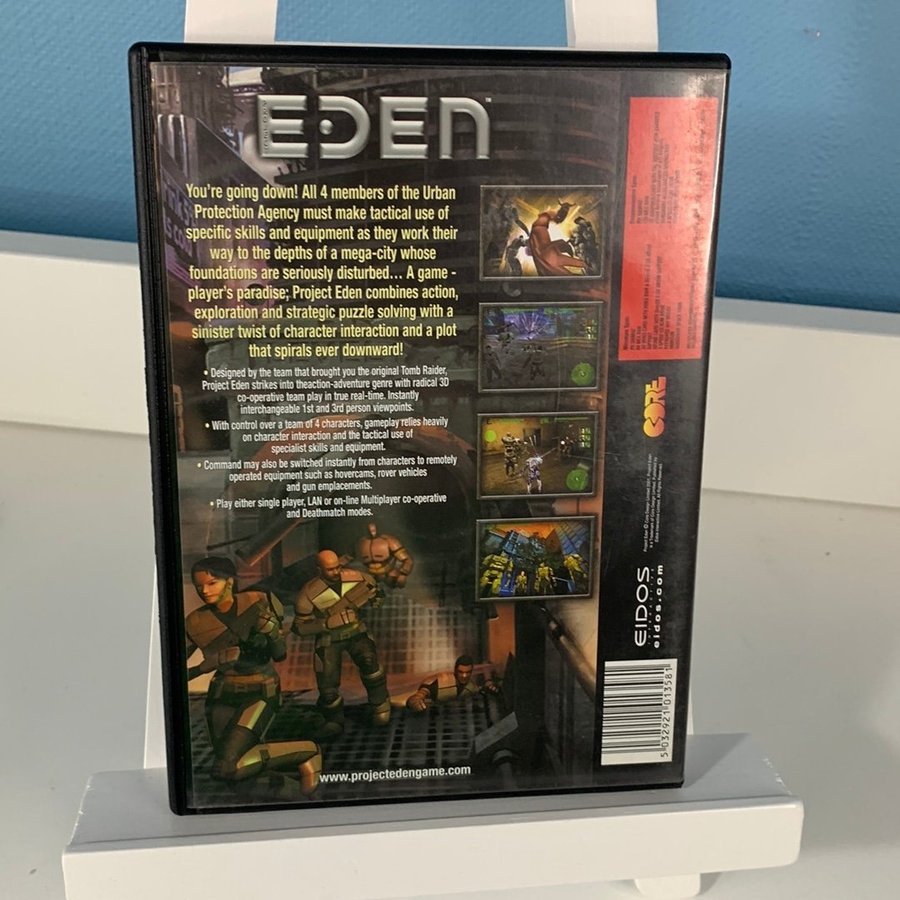 EDEN™
You're going down! All 4 members of the Urban
Protection Agency must make tactical use of
specific skills and equipment as they work their
way to the depths of a mega-city whose
foundations are seriously disturbed... A game -
player's paradise; Project Eden combines action,
exploration and strategic puzzle solving with a
sinister twist of character interaction and a plot
that spirals ever downward!
• Designed by the team that brought you the original Tomb Raider,
Project Eden strikes into theaction-adventure genre with radical 3D
co-operative team play in true real-time. Instantly
interchangeable 1st and 3rd person viewpoints.
• With control over a team of 4 characters, gameplay relies heavily
on character interaction and the tactical use of
specialist skills and equipment.
• Command may also be switched instantly from characters to remotely
operated equipment such as hovercams, rover vehicles
and gun emplacements.
• Play either single player, LAN or on-line Multiplayer co-operative
and Deathmatch modes.
www.projectedengame.com
CORE
EIDOS
eidos.com
5 032921 013581